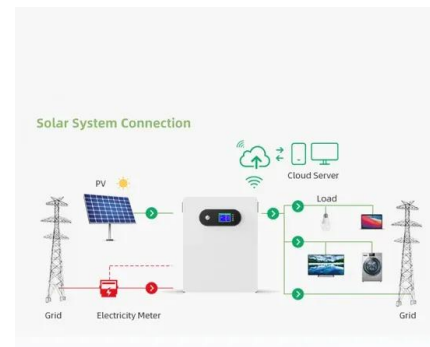 Solar System Connection
Cloud Server
PV
Load
Grid
Electricity Meter
Grid